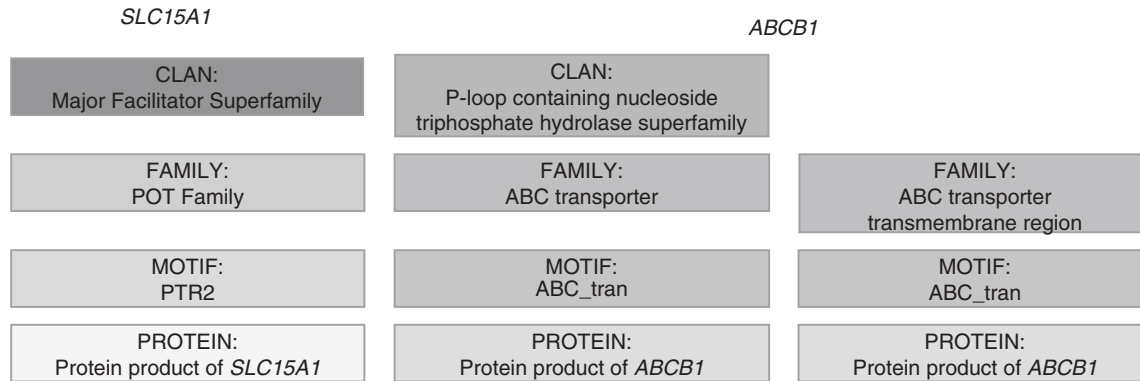 SLC15A1
ABCB1
CLAN:
Major Facilitator Superfamily
CLAN:
P-loop containing nucleoside
triphosphate hydrolase superfamily
FAMILY:
POT Family
FAMILY:
ABC transporter
FAMILY:
ABC transporter
transmembrane region
MOTIF:
PTR2
MOTIF:
ABC_tran
MOTIF:
ABC_tran
PROTEIN:
Protein product of SLC15A1
PROTEIN:
Protein product of ABCB1
PROTEIN:
Protein product of ABCB1